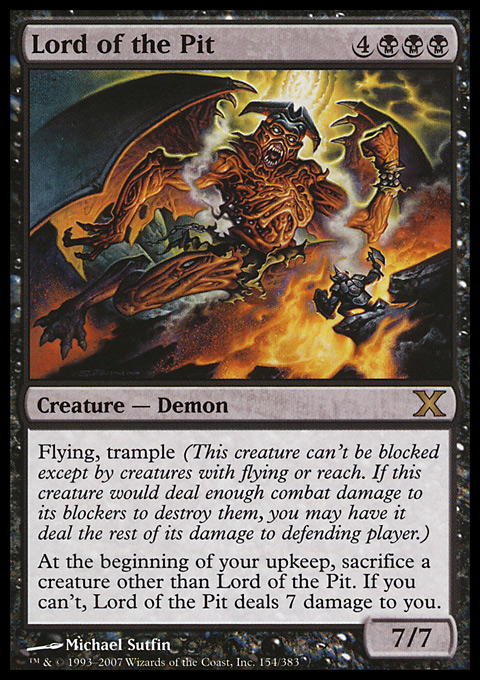 Lord of the Pit 4
Creature — Demon X
Flying, trample (This creature can't be blocked
except by creatures with flying or reach. If this
creature would deal enough combat damage to
its blockers to destroy them, you may have it
deal the rest of its damage to defending player.)
At the beginning of your upkeep, sacrifice a
creature other than Lord of the Pit. If you
can't, Lord of the Pit deals 7 damage to you.
7/7
Michael Sutfin
™ & © 1993–2007 Wizards of the Coast, Inc. 154/383